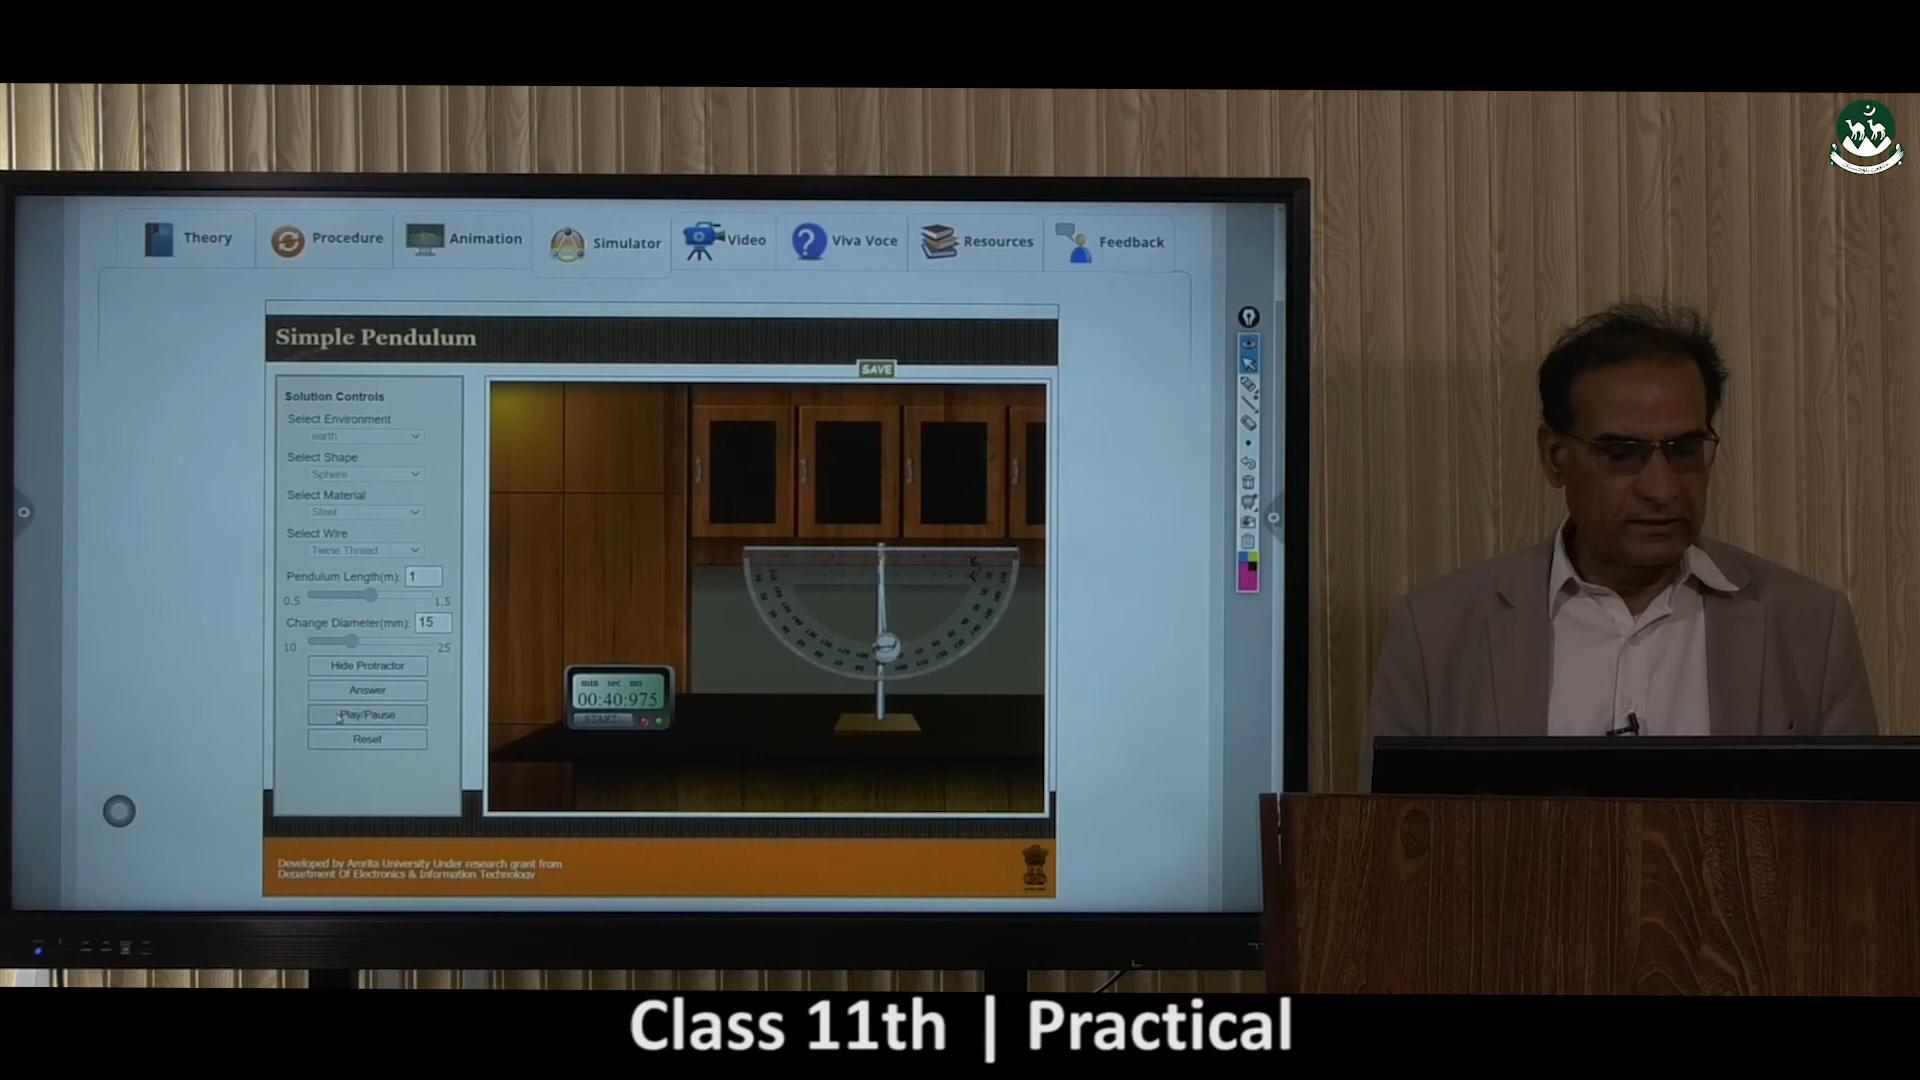 Theory
Procedure
Animation
Simulator
Video
Viva Voce
Resources
Feedback
Simple Pendulum
SAVE
Solution Controls
Select Environment
earth
Select Shape
Sphere
Select Material
Steel
Select Wire
Twine Thread
Pendulum Length(m): 1
0.5 1.5
Change Diameter(mm): 15
10 25
Hide Protractor
Answer
Play/Pause
Reset
min sec ms
00:40:975
START
Developed by Amrita University Under research grant from
Department Of Electronics & Information Technology
Class 11th | Practical